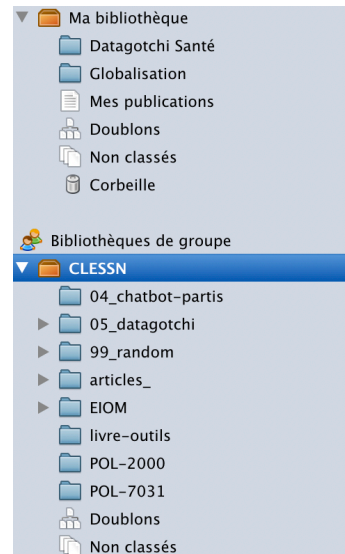 Ma bibliothèque
Datagotchi Santé
Globalisation
Mes publications
Doublons
Non classés
Corbeille
Bibliothèques de groupe
CLESSN
04_chatbot-partis
05_datagotchi
99_random
articles_
EIOM
livre-outils
POL-2000
POL-7031
Doublons
Non classés